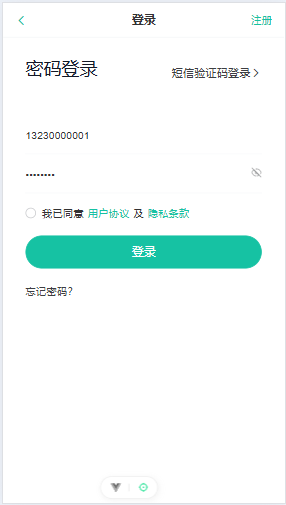 登录
注册
密码登录
短信验证码登录
13230000001
••••••••
我已同意 用户协议 及 隐私条款
登录
忘记密码？